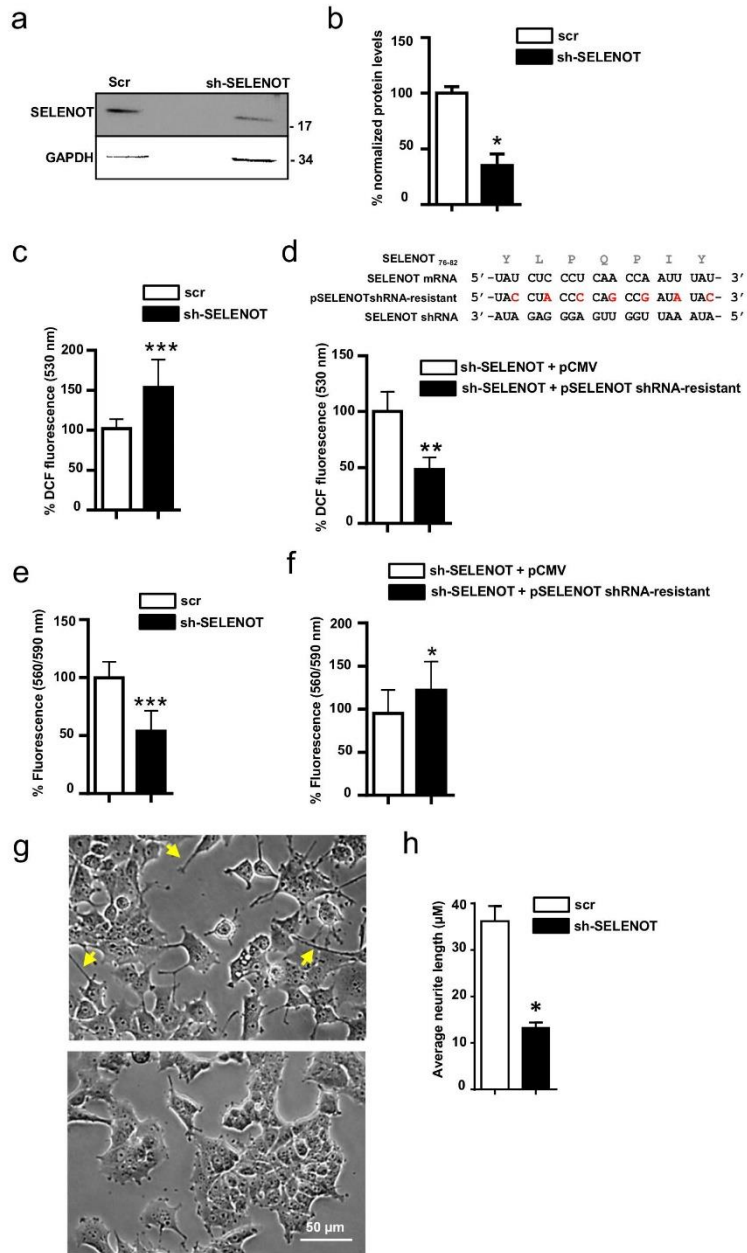 a
Scr sh-SELENOT
SELENOT
- 17
GAPDH
- 34
b
scr
sh-SELENOT
% normalized protein levels
150
100
50
0
*
c
scr
sh-SELENOT
% DCF fluorescence (530 nm)
200
150
100
50
0
***
d
SELENOT 76-82 Y L P Q P I Y
SELENOT mRNA 5'-UAU CUC CCU CAA CCA AUU UAU- 3'
pSELENOTshRNA-resistant 5'-UAC CUA CCC CAG CCG AUA UAC- 3'
SELENOT shRNA 3'-AUA GAG GGA GUU GGU UAA AUA- 5'
sh-SELENOT + pCMV
sh-SELENOT + pSELENOT shRNA-resistant
% DCF fluorescence (530 nm)
150
100
50
0
**
e
scr
sh-SELENOT
% Fluorescence (560/590 nm)
150
100
50
0
***
f
sh-SELENOT + pCMV
sh-SELENOT + pSELENOT shRNA-resistant
% Fluorescence (560/590 nm)
200
150
100
50
0
*
g
50 µm
h
scr
sh-SELENOT
Average neurite length (µM)
40
30
20
10
0
*